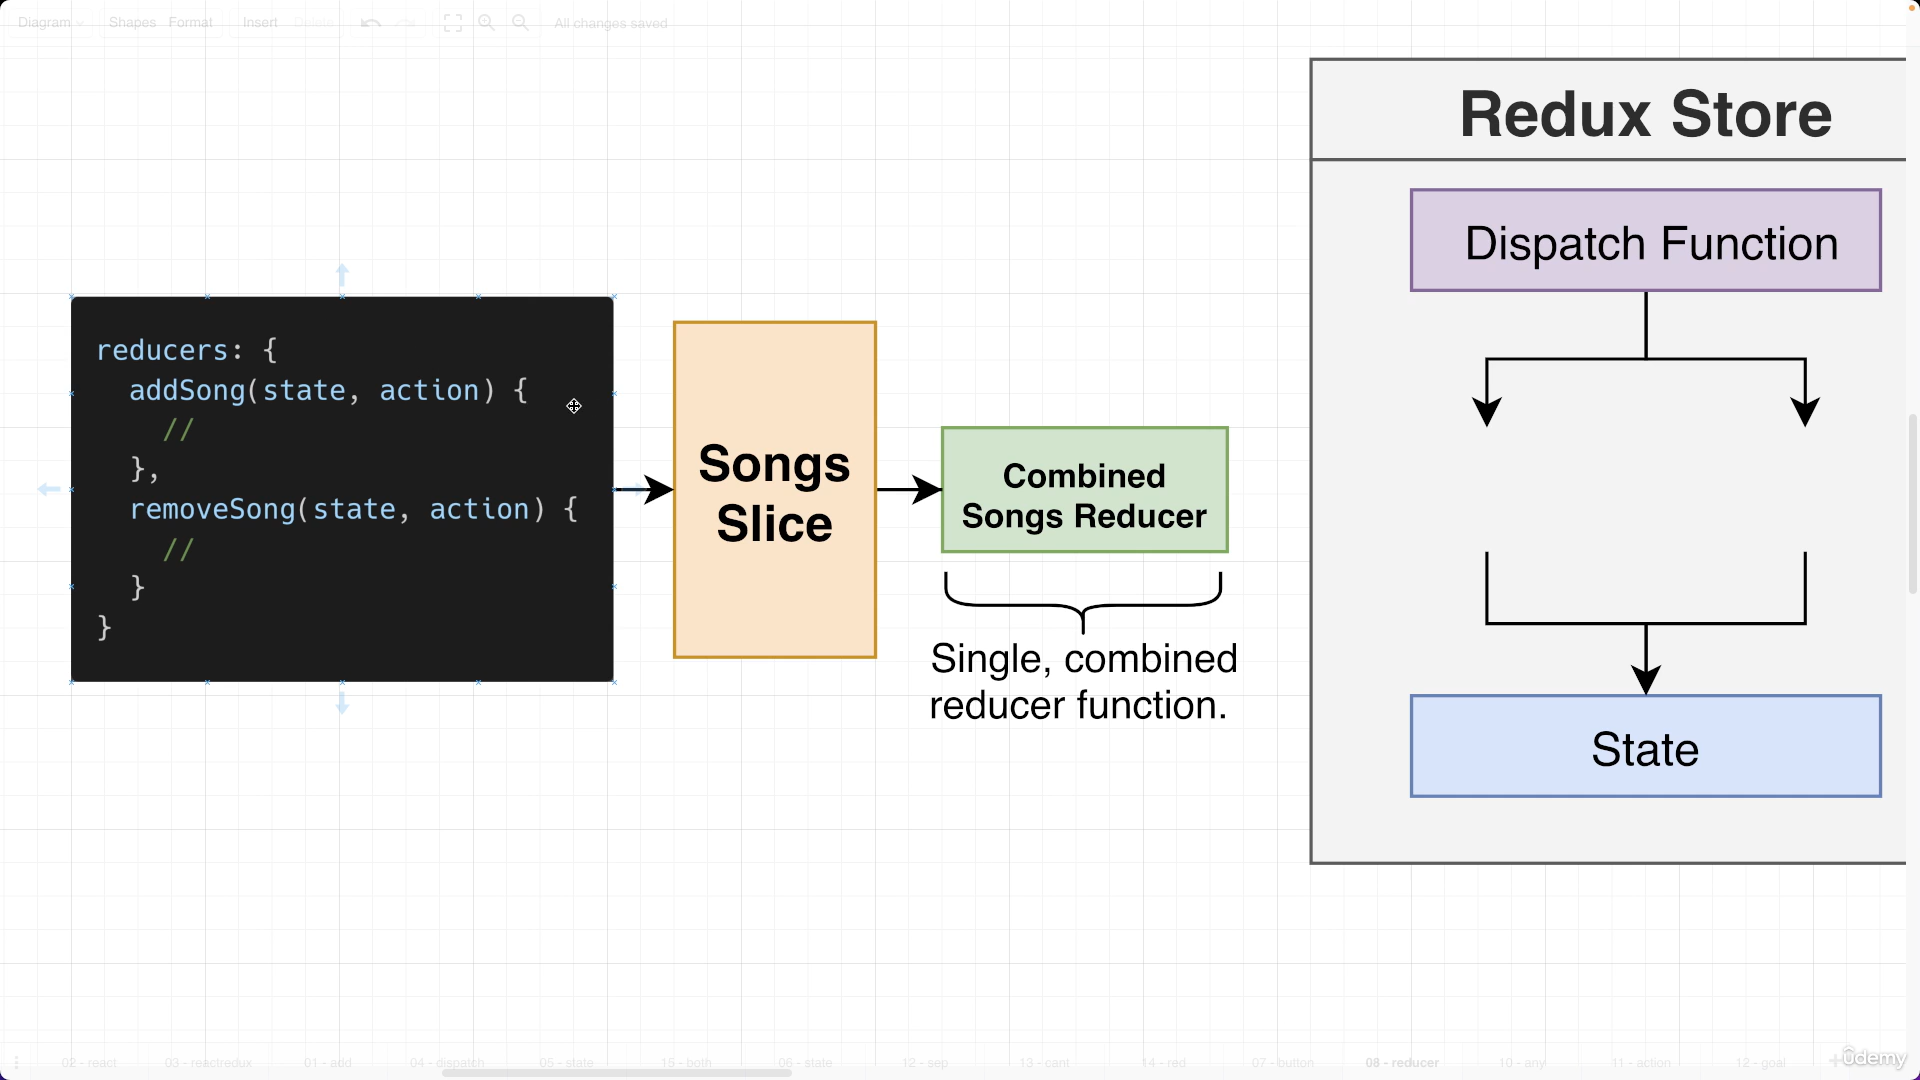 Diagram Shapes Format Insert Delete All changes saved
Redux Store
Dispatch Function
reducers: {
addSong(state, action) {
//
},
removeSong(state, action) {
//
}
}
Songs
Slice
Combined
Songs Reducer
Single, combined
reducer function.
State
02 - react 03 - reactredux 01 - add 04 - dispatch 05 - state 15 - both 06 - state 12 - sep 13 - cant 14 - red 07 - button 08 - reducer 10 - any 11 - action 12 - goal
ûdemy